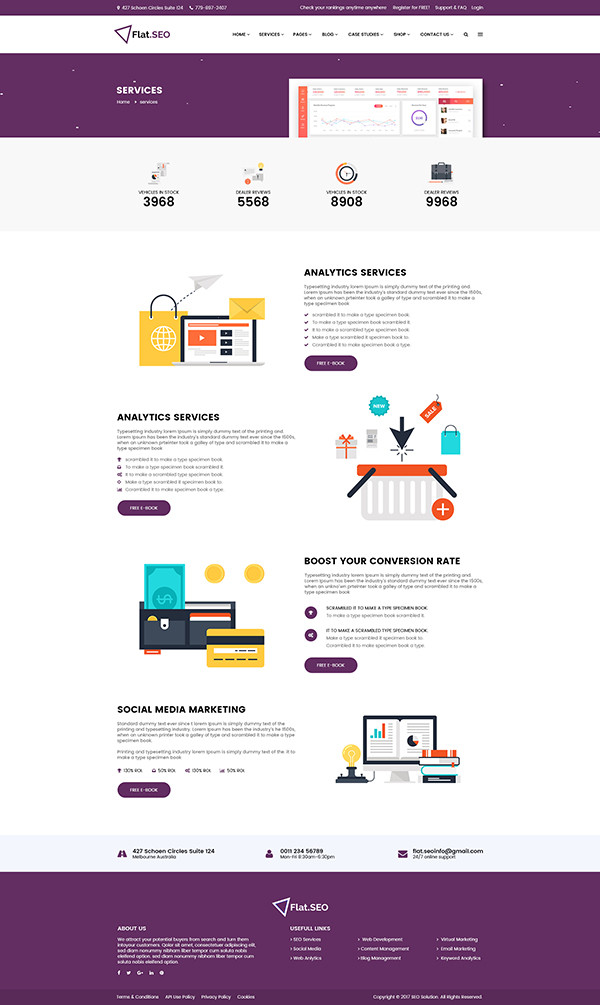 427 Schoen Circles Suite 124 779-897-2407 Check your rankings anytime anywhere Register for FREE! Support & FAQ Login
Flat.SEO HOME SERVICES PAGES BLOG CASE STUDIES SHOP CONTACT US
SERVICES
Home services
VEHICLES IN STOCK DEALER REVIEWS VEHICLES IN STOCK DEALER REVIEWS
3968 5568 8908 9968
ANALYTICS SERVICES
Typesetting industry lorem Ipsum is simply dummy text of the printing and.
Lorem Ipsum has been the industry's standard dummy text ever since the 1500s,
when an unknown prteinter took a galley of type and scrambled it to make a
type specimen book
scrambled it to make a type specimen book.
To make a type specimen book scrambled it.
It to make a scrambled type specimen book.
Make a type scrambled it specimen book to.
Corambled it to make specimen book a type
FREE E-BOOK
NEW
SALE
ANALYTICS SERVICES
Typesetting industry lorem Ipsum is simply dummy text of the printing and.
Lorem Ipsum has been the industry's standard dummy text ever since the 1500s,
when an unknown prteinter took a galley of type and scrambled it to make a
type specimen book
scrambled it to make a type specimen book.
To make a type specimen book scrambled it.
It to make a scrambled type specimen book.
Make a type scrambled it specimen book to.
Corambled it to make specimen book a type
FREE E-BOOK
BOOST YOUR CONVERSION RATE
Typesetting industry lorem Ipsum is simply dummy text of the printing and.
Lorem Ipsum has been the industry's standard dummy text ever since the 1500s,
when an unknown prteinter took a galley of type and scrambled it to make a
type specimen book
SCRAMBLED IT TO MAKE A TYPE SPECIMEN BOOK.
To make a type specimen book scrambled it.
IT TO MAKE A SCRAMBLED TYPE SPECIMEN BOOK.
Make a type scrambled it specimen book to.
Corambled it to make specimen book a type.
FREE E-BOOK
SOCIAL MEDIA MARKETING
Standard dummy text ever since t lorem Ipsum is simply dummy text of the printing
and typesetting industry. Lorem Ipsum has been the industry's he 1500s,
when an unknown printer took a galley of type and scrambled it to make a type
specimen book.
Printing and typesetting industry lorem Ipsum is simply dummy text of the .it to
make a type specimen book
130% ROI. 50% ROI. 130% ROI. 50% ROI.
FREE E-BOOK
427 Schoen Circles Suite 124 0011 234 56789 flat.seoinfo@gmail.com
Melbourne Australia Mon-Fri 8:30am-6:30pm 24/7 online support
Flat.SEO
ABOUT US USEFULL LINKS
We attract your potential buyers from search and turn them
infoyour customers. Qolor sit amet, consectetuer adipiscing elit,
sed diam nonummy nibham tempor cum soluta nobis
eleifend option. sed diam nonummy nibham tempor cum
soluta nobis eleifend option.
SEO Services Web Development Virtual Marketing
Social Media Content Management Email Marketing
Web Anlytics Blog Management Keyword Analytics
Terms & Conditions API Use Policy Privacy Policy Cookies Copyright © 2017 SEO Solution. All Rights Reserved.